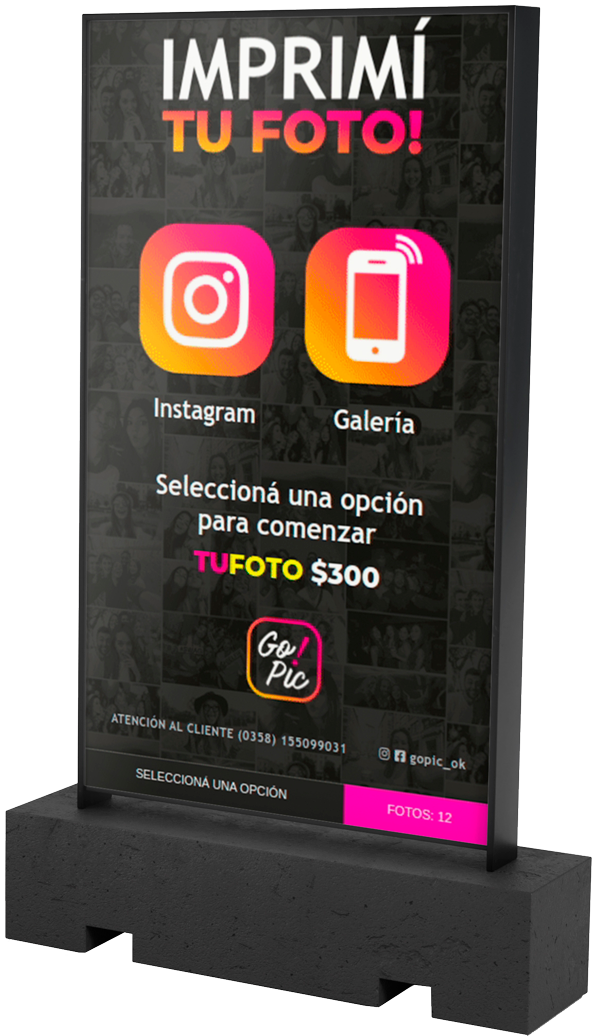 IMPRIMÍ
TU FOTO!
Instagram
Galería
Seleccioná una opción
para comenzar
TUFOTO $300
Go!
Pic
ATENCIÓN AL CLIENTE (0358) 155099031
gopic_ok
SELECCIONÁ UNA OPCIÓN
FOTOS: 12